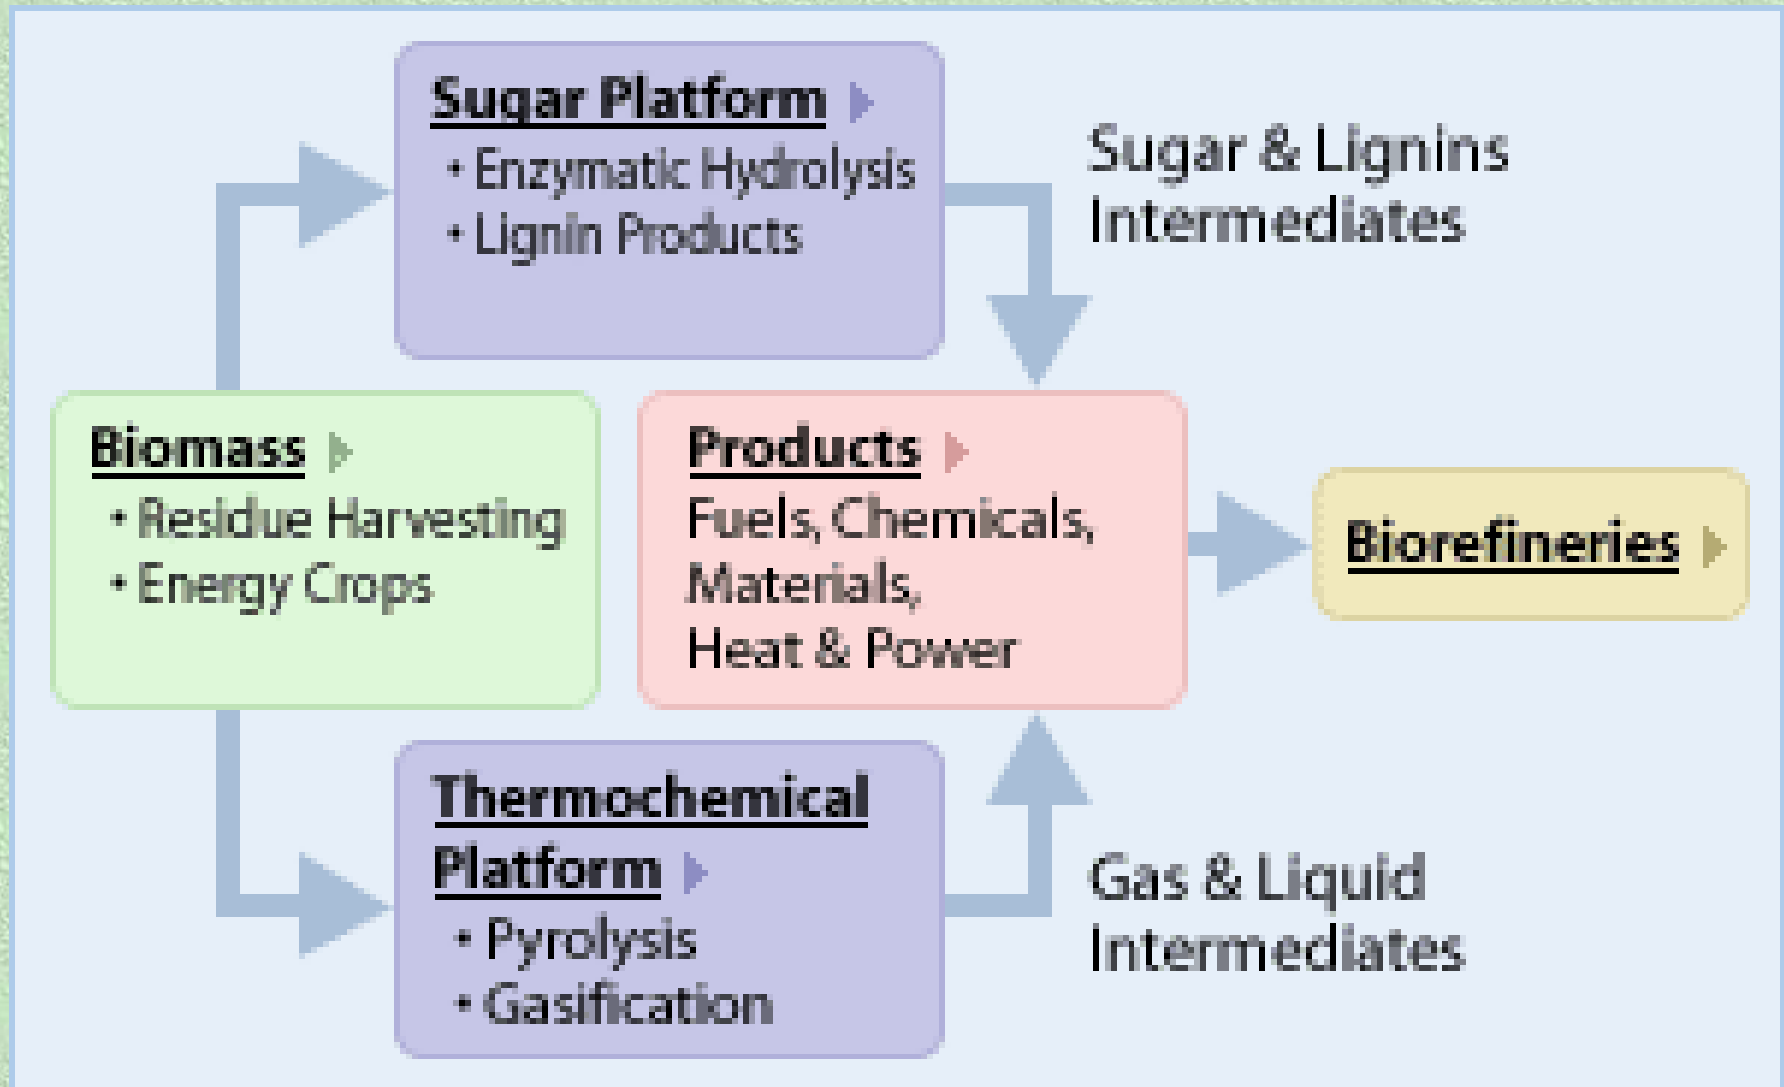 Sugar Platform
• Enzymatic Hydrolysis
• Lignin Products
Sugar & Lignins
Intermediates
Biomass
• Residue Harvesting
• Energy Crops
Products
Fuels, Chemicals,
Materials,
Heat & Power
Biorefineries
Thermochemical
Platform
• Pyrolysis
• Gasification
Gas & Liquid
Intermediates